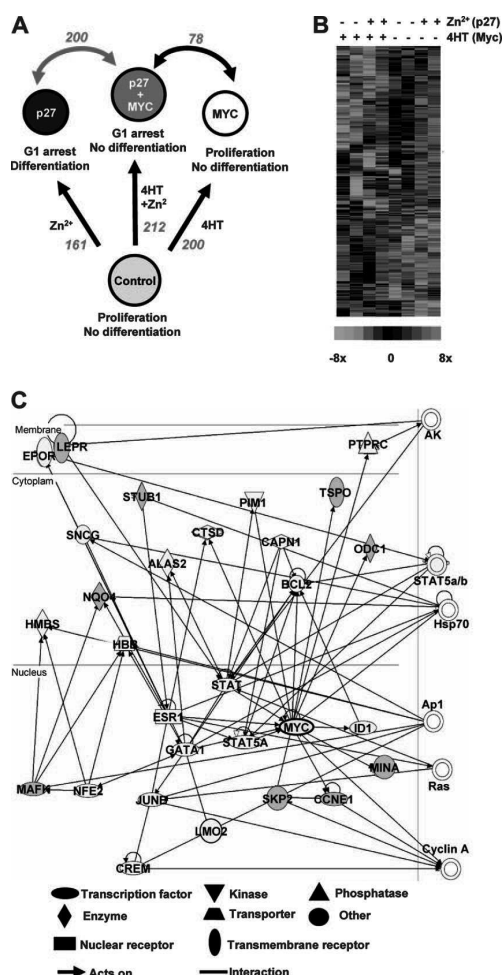 A
200
78
p27
p27
+
MYC
MYC
G1 arrest
Differentiation
G1 arrest
No differentiation
Proliferation
No differentiation
Zn²⁺
161
4HT
+Zn²
212
4HT
200
Control
Proliferation
No differentiation
B
- - + + - - + + Zn²⁺ (p27)
+ + + + - - - - 4HT (Myc)
-8x 0 8x
C
Membrane
EPOR
LEPR
PTPRC
AK
Cytoplam
STUB1
PIM1
TSPO
SNCG
CTSD
CAPN1
ODC1
ALAS2
BCL2
STAT5a/b
NQO1
Hsp70
HMBS
HBB
Nucleus
STAT
ESR1
MYC
ID1
Ap1
GATA1
STAT5A
MAFK
NFE2
JUND
SKP2
CCNE1
MINA
Ras
LMO2
CREM
Cyclin A
Transcription factor
Kinase
Phosphatase
Enzyme
Transporter
Other
Nuclear receptor
Transmembrane receptor
Acts on
Interaction